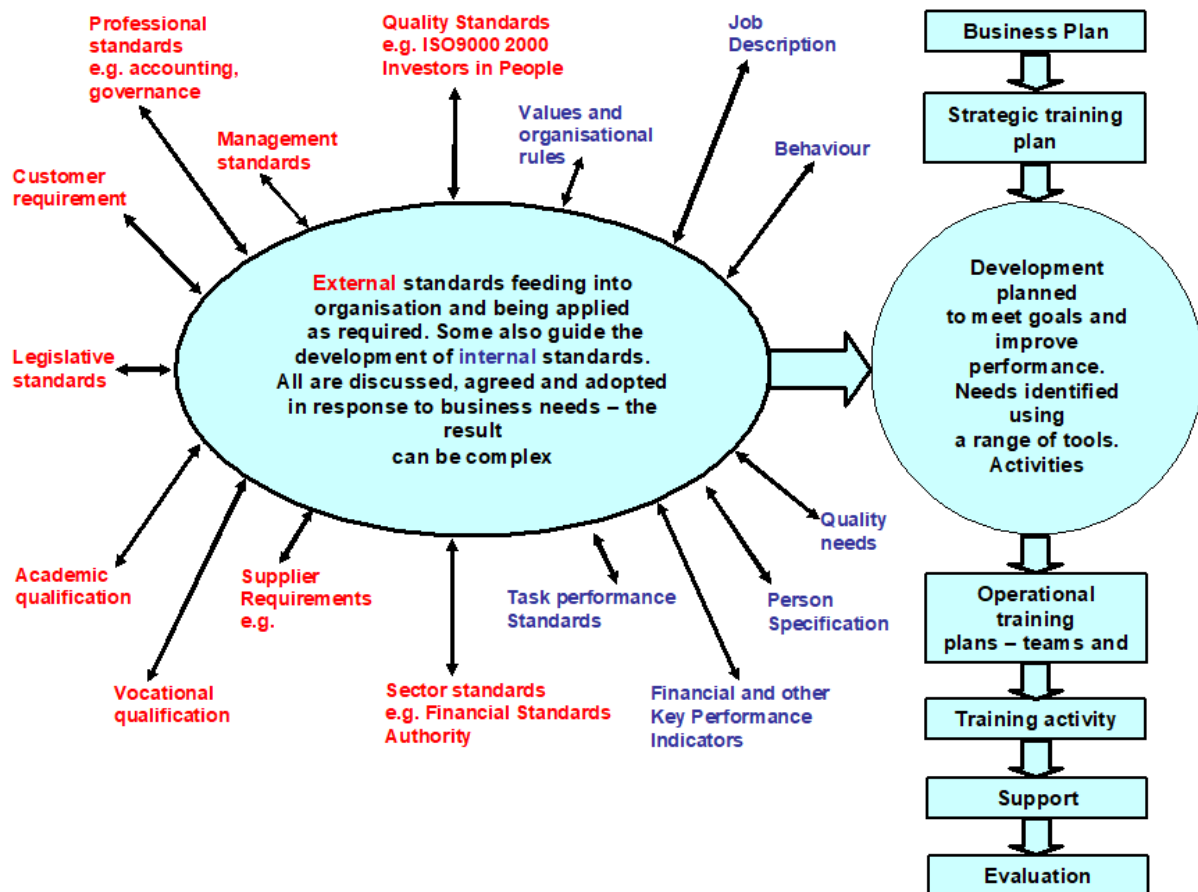 Professional
standards
e.g. accounting,
governance
Quality Standards
e.g. ISO9000 2000
Investors in People
Job
Description
Management
standards
Values and
organisational
rules
Behaviour
Customer
requirement
Legislative
standards
External standards feeding into
organisation and being applied
as required. Some also guide the
development of internal standards.
All are discussed, agreed and adopted
in response to business needs – the
result
can be complex
Academic
qualification
Vocational
qualification
Supplier
Requirements
e.g.
Sector standards
e.g. Financial Standards
Authority
Task performance
Standards
Financial and other
Key Performance
Indicators
Person
Specification
Quality
needs
Business Plan
Strategic training
plan
Development
planned
to meet goals and
improve
performance.
Needs identified
using
a range of tools.
Activities
Operational
training
plans – teams and
Training activity
Support
Evaluation